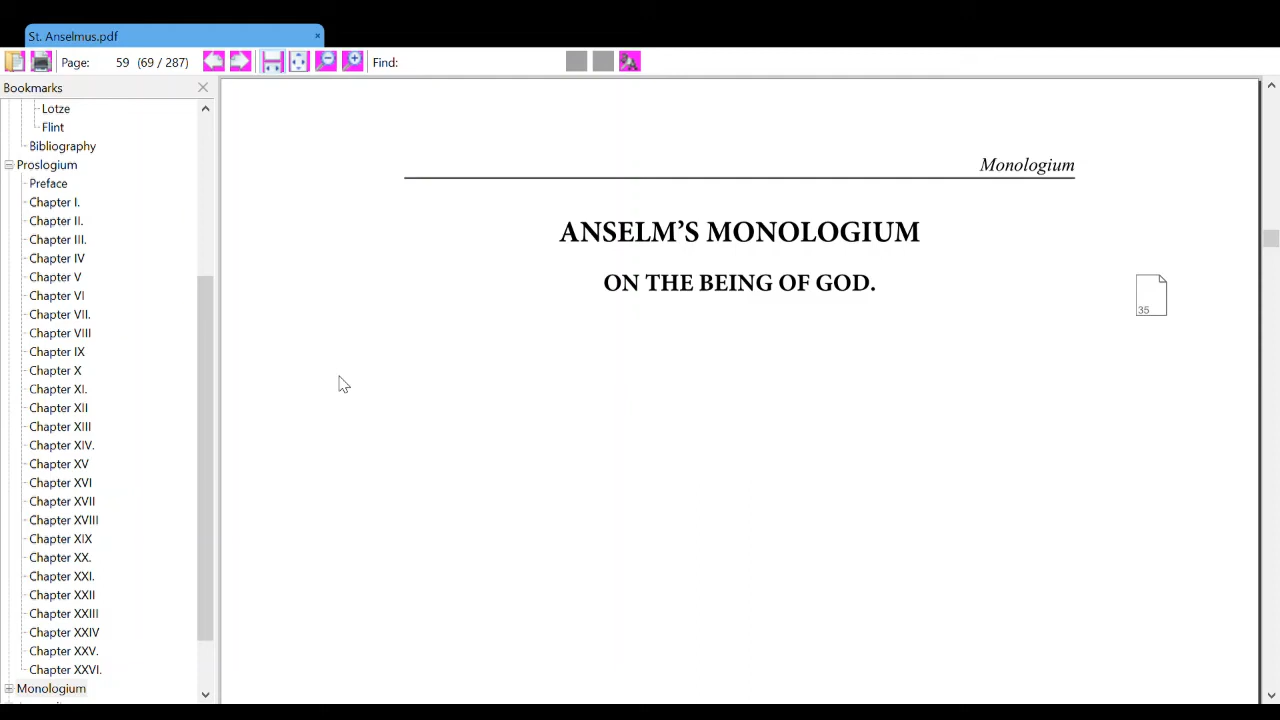 St. Anselmus.pdf ×
Page: 59 (69 / 287) Find:
Bookmarks
Lotze
Flint
Bibliography
Proslogium
Preface
Chapter I.
Chapter II.
Chapter III.
Chapter IV
Chapter V
Chapter VI
Chapter VII.
Chapter VIII
Chapter IX
Chapter X
Chapter XI.
Chapter XII
Chapter XIII
Chapter XIV.
Chapter XV
Chapter XVI
Chapter XVII
Chapter XVIII
Chapter XIX
Chapter XX.
Chapter XXI.
Chapter XXII
Chapter XXIII
Chapter XXIV
Chapter XXV.
Chapter XXVI.
Monologium
Monologium
ANSELM’S MONOLOGIUM
ON THE BEING OF GOD.
35